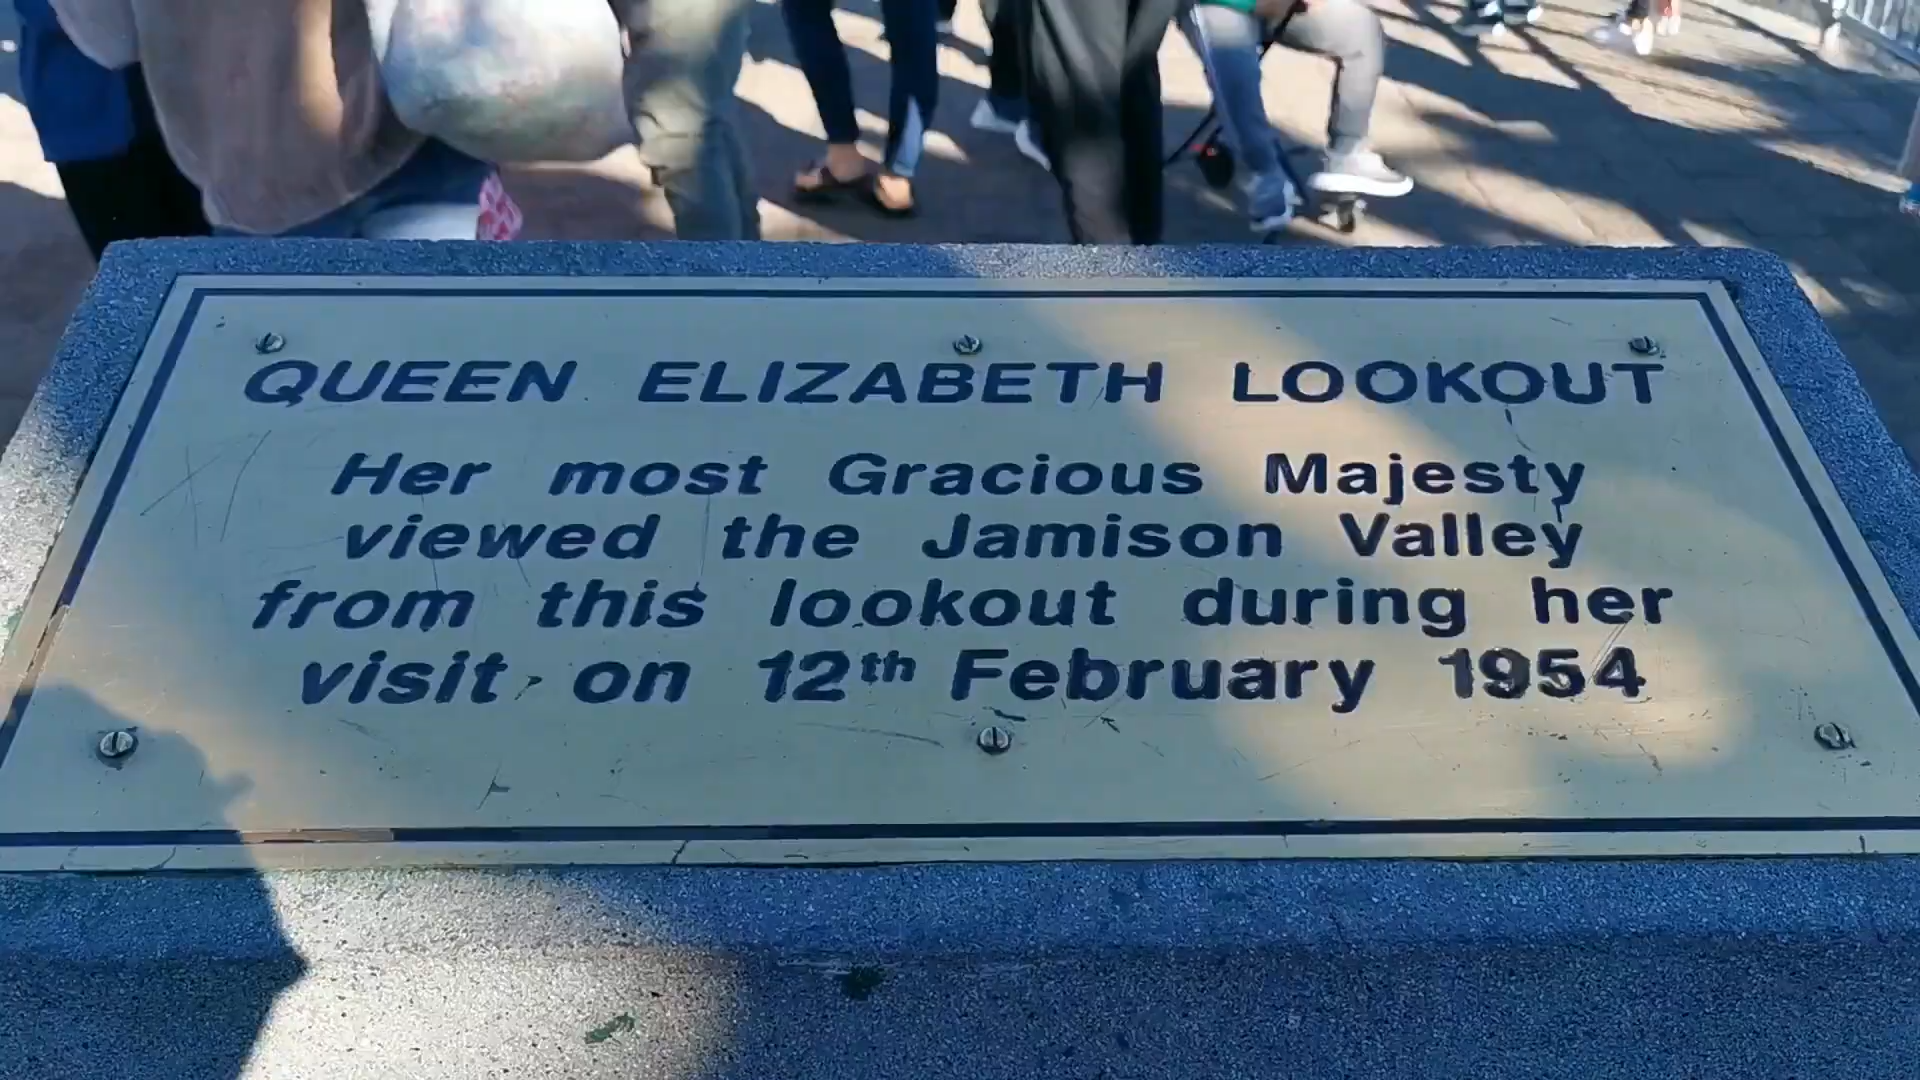 QUEEN ELIZABETH LOOKOUT
Her most Gracious Majesty
viewed the Jamison Valley
from this lookout during her
visit on 12th February 1954